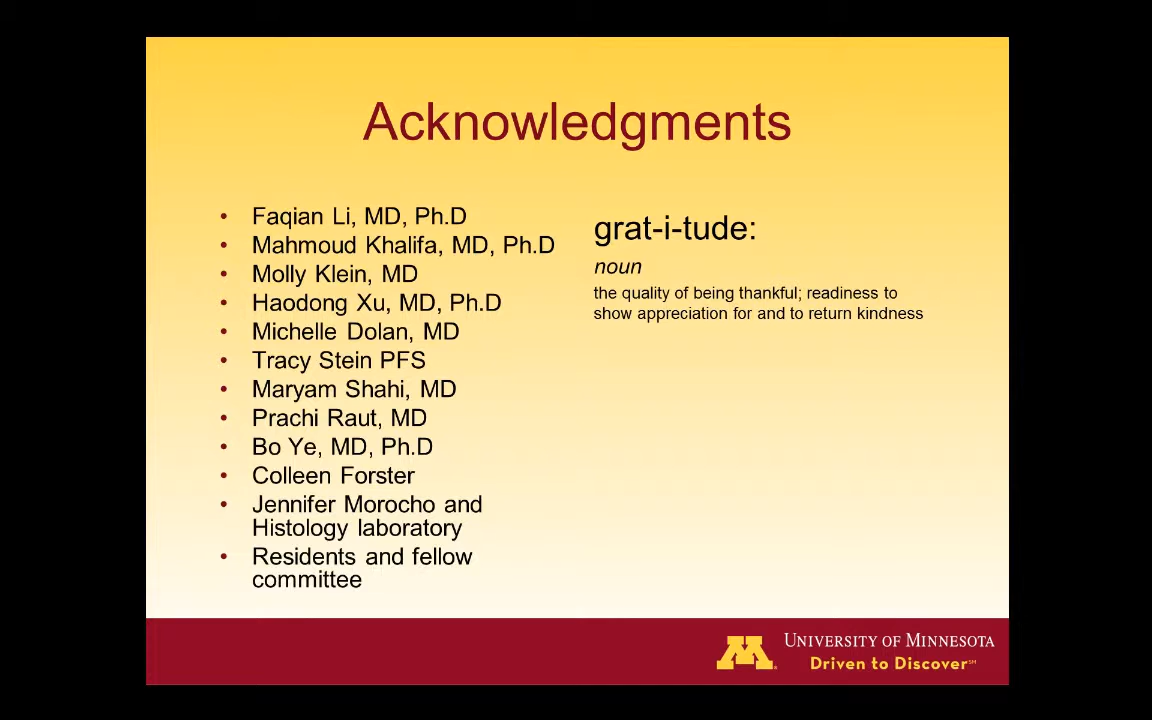 Acknowledgments
• Faqian Li, MD, Ph.D
• Mahmoud Khalifa, MD, Ph.D
• Molly Klein, MD
• Haodong Xu, MD, Ph.D
• Michelle Dolan, MD
• Tracy Stein PFS
• Maryam Shahi, MD
• Prachi Raut, MD
• Bo Ye, MD, Ph.D
• Colleen Forster
• Jennifer Morocho and
Histology laboratory
• Residents and fellow
committee
grat-i-tude:
noun
the quality of being thankful; readiness to
show appreciation for and to return kindness
M
UNIVERSITY OF MINNESOTA
Driven to Discover℠